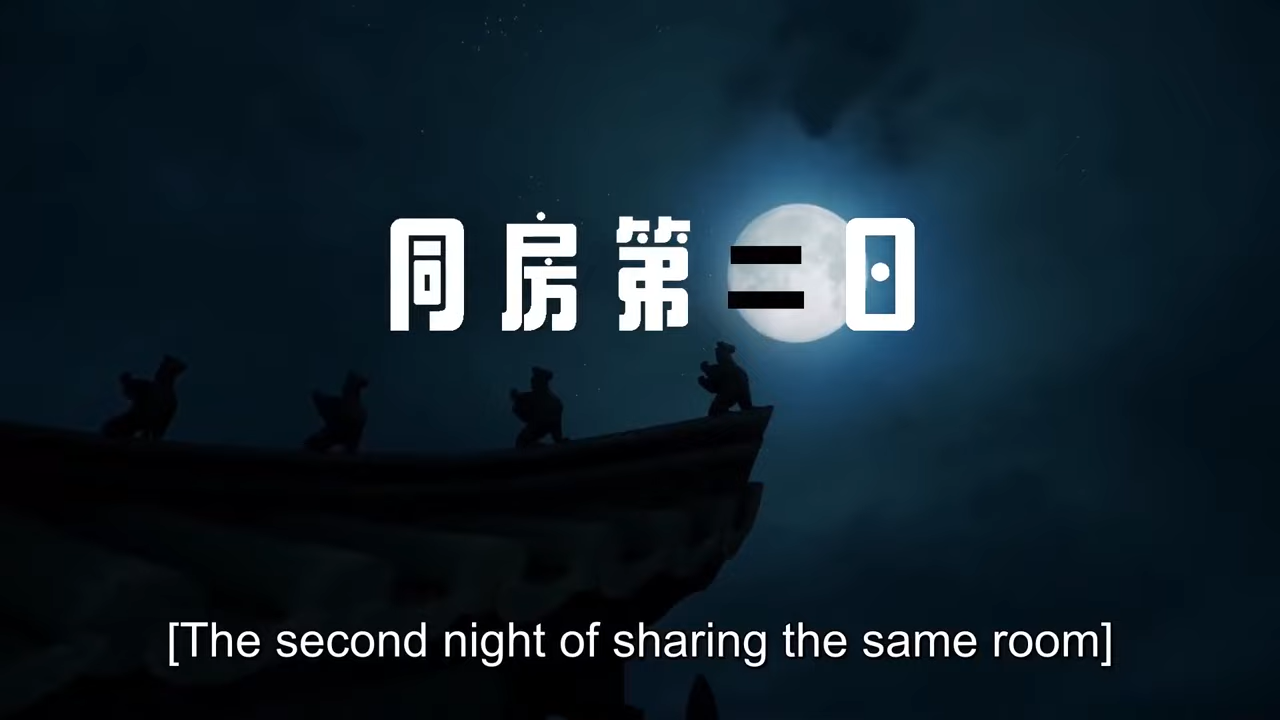 同房第二日
[The second night of sharing the same room]